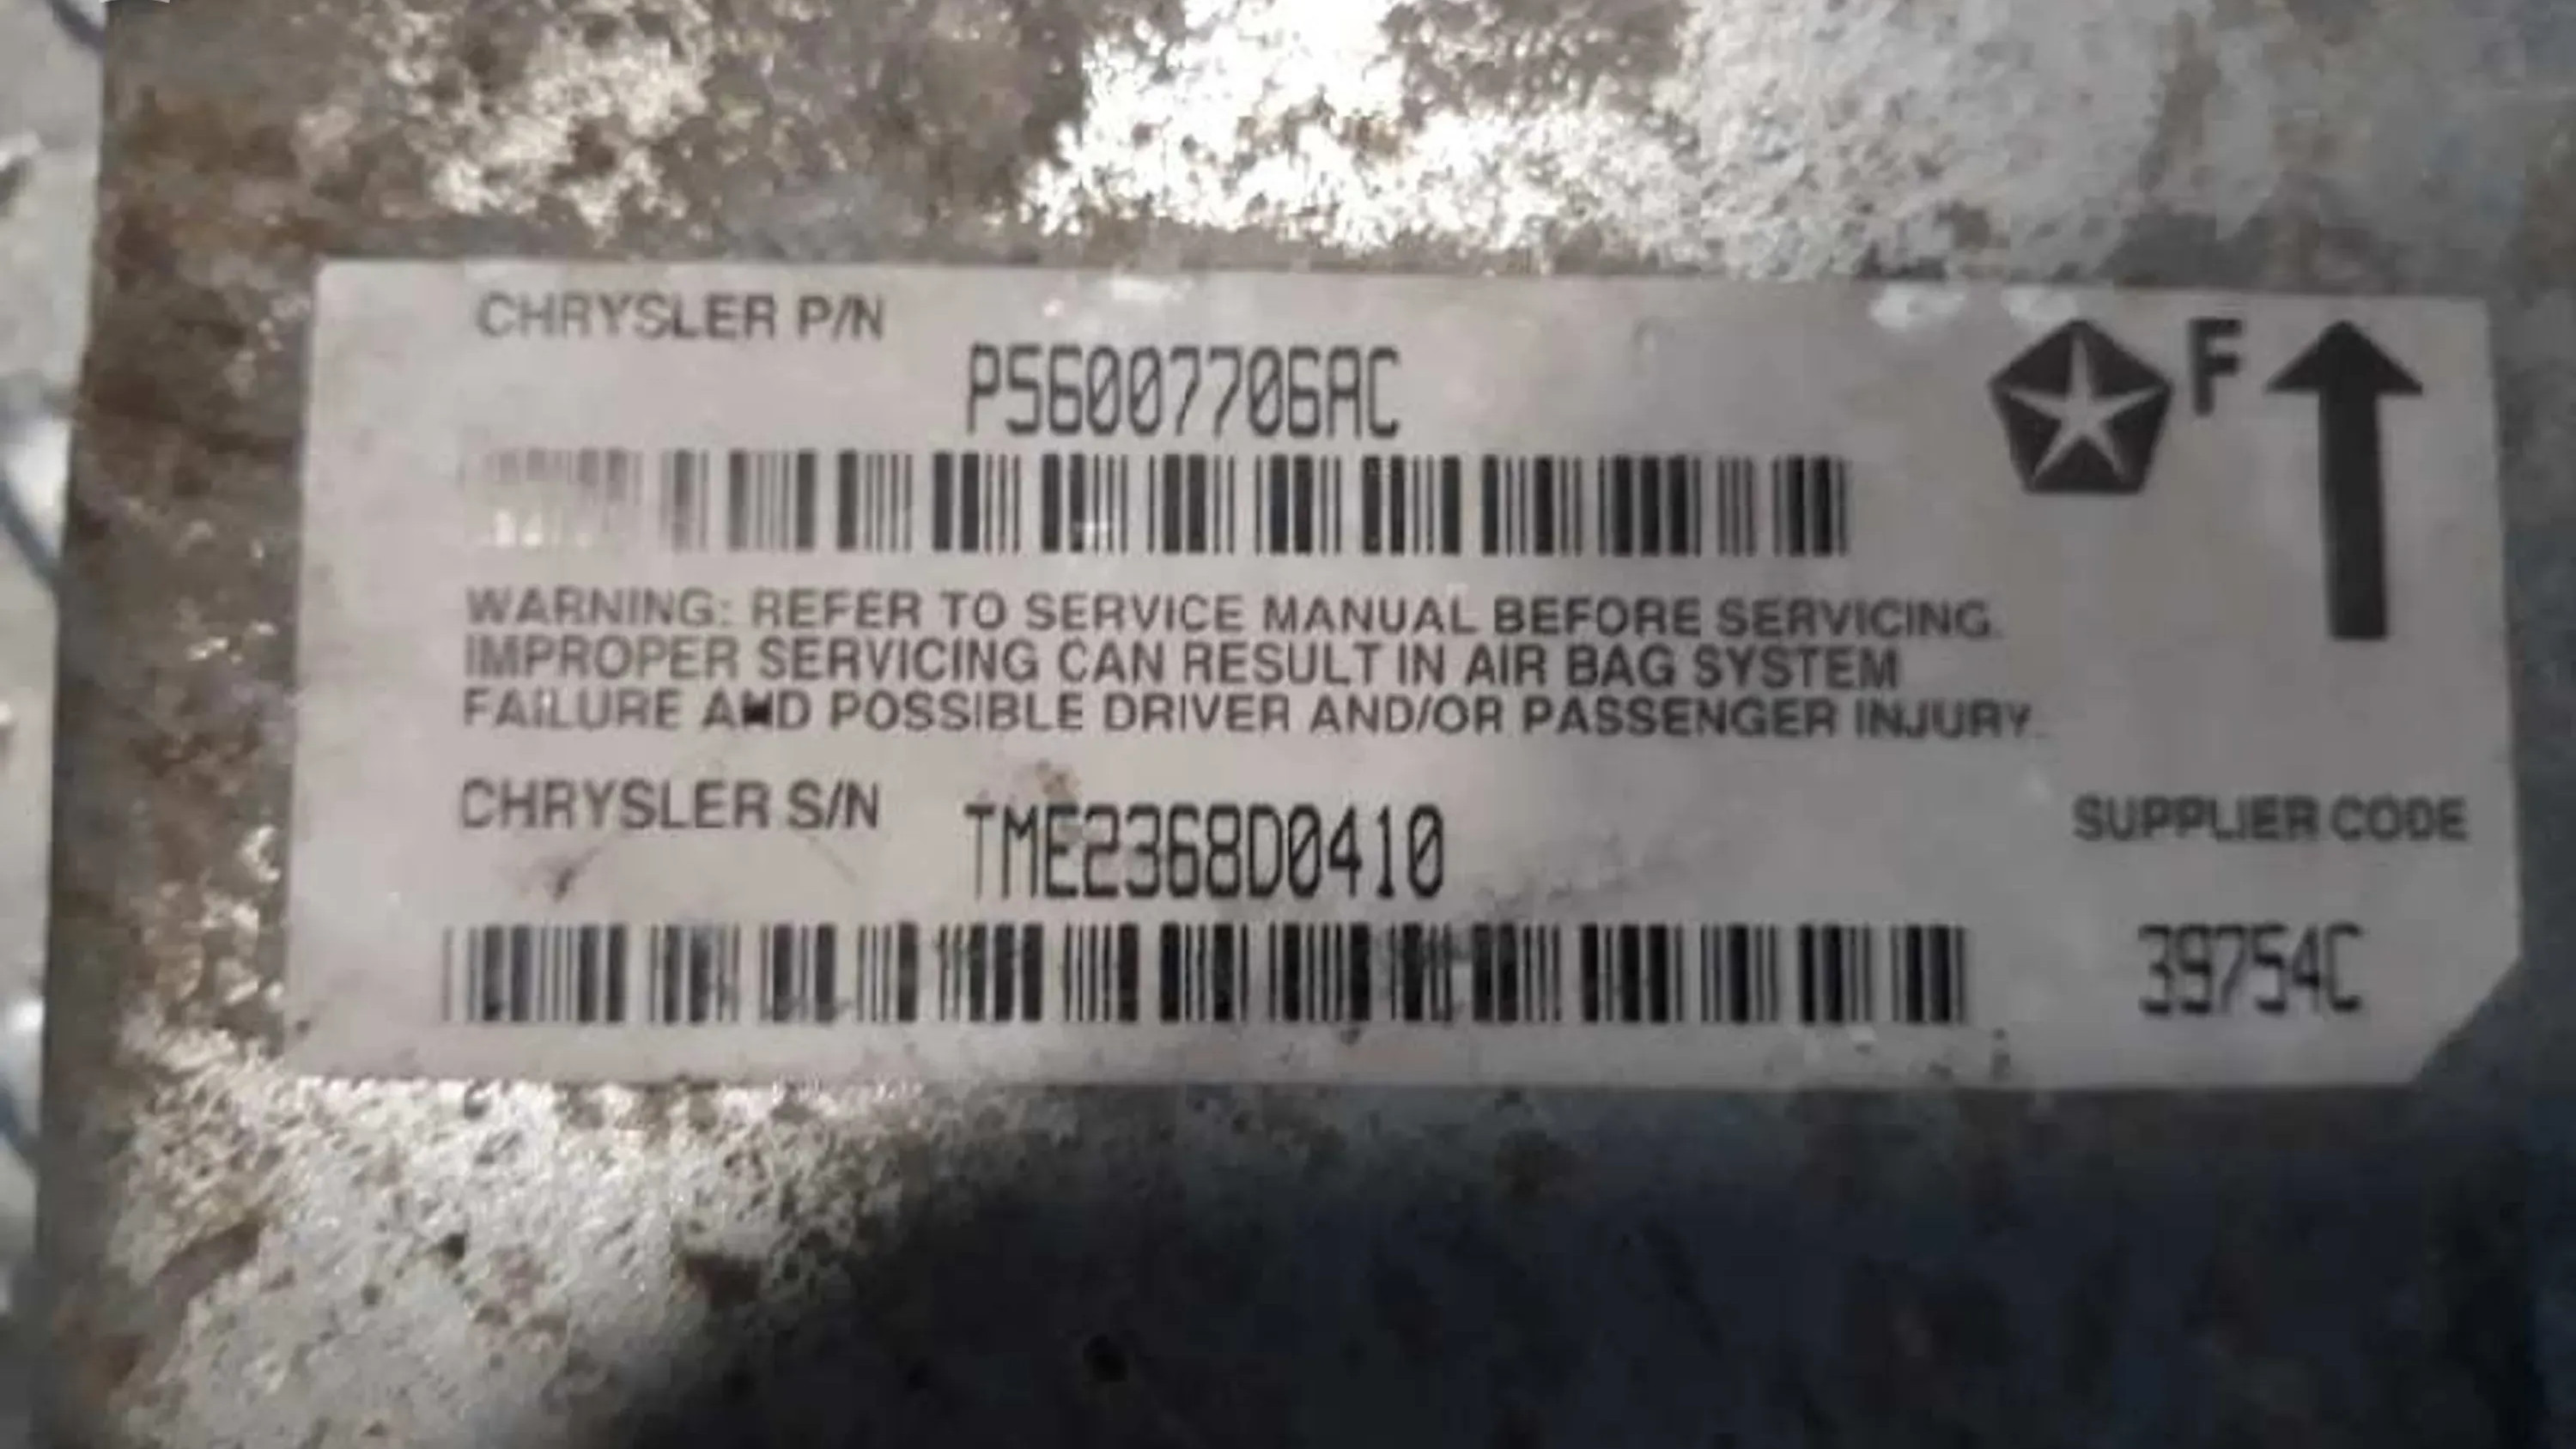 CHRYSLER P/N
P56007706AC
F
WARNING: REFER TO SERVICE MANUAL BEFORE SERVICING.
IMPROPER SERVICING CAN RESULT IN AIR BAG SYSTEM
FAILURE AND POSSIBLE DRIVER AND/OR PASSENGER INJURY.
CHRYSLER S/N
TME2368D0410
SUPPLIER CODE
39754C